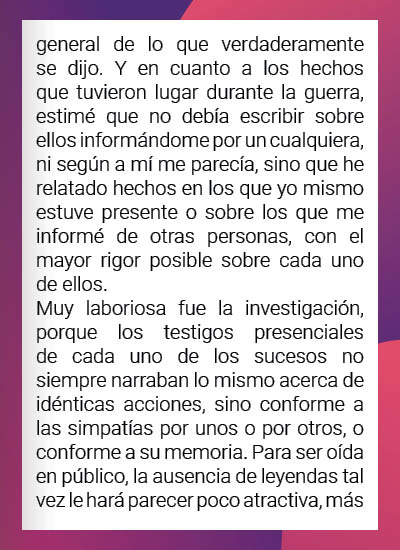 general de lo que verdaderamente
se dijo. Y en cuanto a los hechos
que tuvieron lugar durante la guerra,
estimé que no debía escribir sobre
ellos informándome por un cualquiera,
ni según a mí me parecía, sino que he
relatado hechos en los que yo mismo
estuve presente o sobre los que me
informé de otras personas, con el
mayor rigor posible sobre cada uno
de ellos.
Muy laboriosa fue la investigación,
porque los testigos presenciales
de cada uno de los sucesos no
siempre narraban lo mismo acerca de
idénticas acciones, sino conforme a
las simpatías por unos o por otros, o
conforme a su memoria. Para ser oída
en público, la ausencia de leyendas tal
vez le hará parecer poco atractiva, más